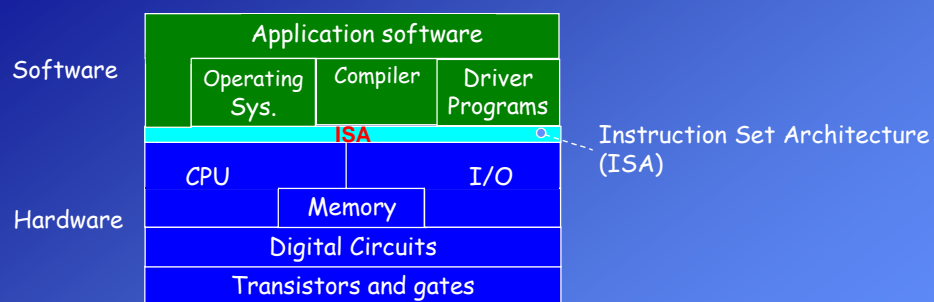 Application software
Software
Operating
Sys.
Compiler
Driver
Programs
ISA
Instruction Set Architecture
(ISA)
CPU
I/O
Memory
Hardware
Digital Circuits
Transistors and gates